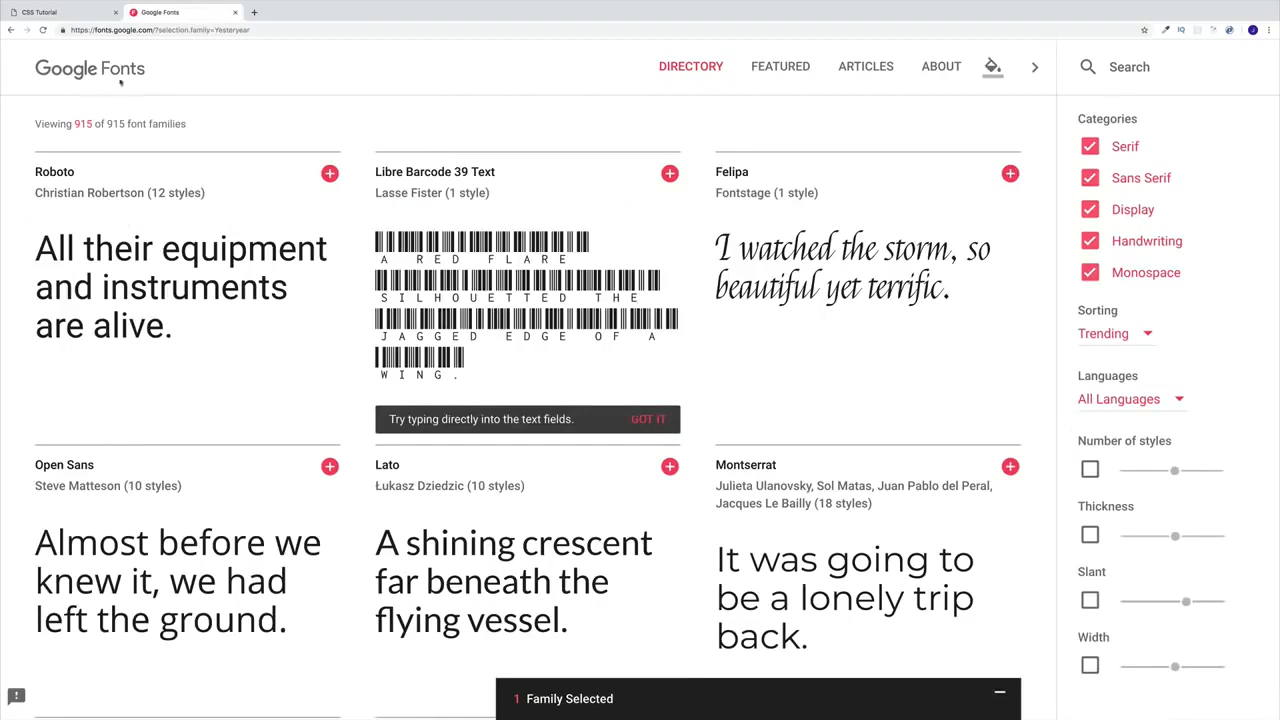 CSS Tutorial
Google Fonts
https://fonts.google.com/?selection.family=Yesteryear
Google Fonts
DIRECTORY
FEATURED
ARTICLES
ABOUT
Search
Viewing 915 of 915 font families
Roboto
Christian Robertson (12 styles)
All their equipment
and instruments
are alive.
Libre Barcode 39 Text
Lasse Fister (1 style)
A RED FLARE
SILHOUETTED THE
JAGGED EDGE OF A
WING.
Try typing directly into the text fields.
GOT IT
Felipa
Fontstage (1 style)
I watched the storm, so
beautiful yet terrific.
Open Sans
Steve Matteson (10 styles)
Almost before we
knew it, we had
left the ground.
Lato
Łukasz Dziedzic (10 styles)
A shining crescent
far beneath the
flying vessel.
Montserrat
Julieta Ulanovsky, Sol Matas, Juan Pablo del Peral,
Jacques Le Bailly (18 styles)
It was going to
be a lonely trip
back.
1 Family Selected
Categories
Serif
Sans Serif
Display
Handwriting
Monospace
Sorting
Trending
Languages
All Languages
Number of styles
Thickness
Slant
Width